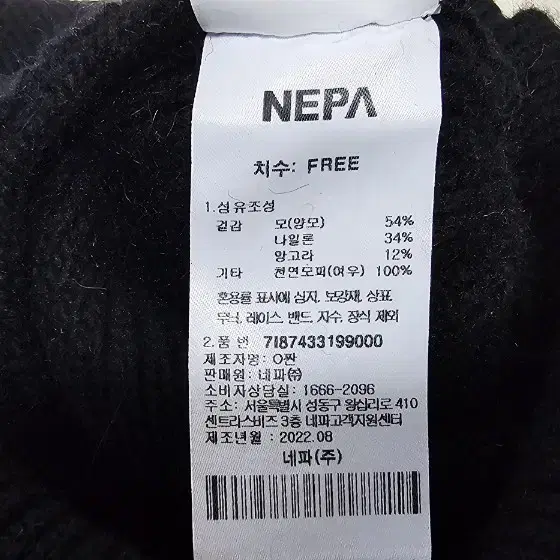 NEPA
치수: FREE
1.섬유조성
겉감 모(양모) 54%
나일론 34%
앙고라 12%
기타 천연모피(여우) 100%
혼용률 표시에 심지, 보강재, 상표
무늬, 레이스, 밴드, 자수, 장식 제외
2.품 번 7I87433199000
제조자명: O짠
판매원: 네파(주)
소비자상담실: 1666-2096
주소: 서울특별시 성동구 왕십리로 410
센트라스비즈 3층 네파고객지원센터
제조년월 : 2022.08
네파(주)